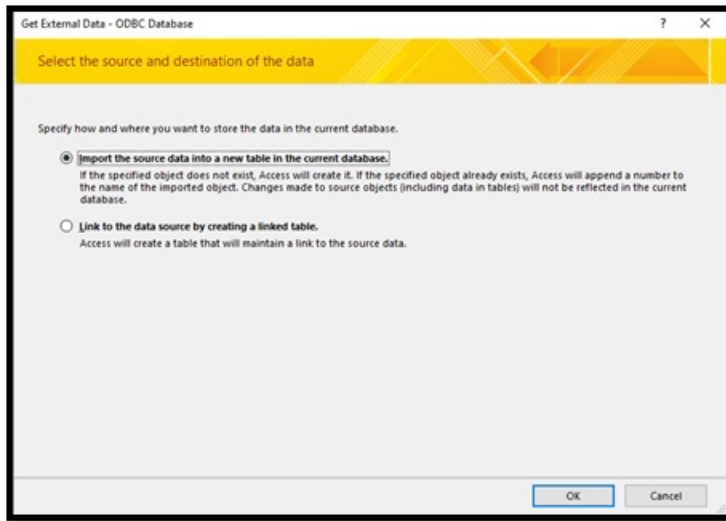 Get External Data - ODBC Database ? X
Select the source and destination of the data
Specify how and where you want to store the data in the current database.
Import the source data into a new table in the current database.
If the specified object does not exist, Access will create it. If the specified object already exists, Access will append a number to
the name of the imported object. Changes made to source objects (including data in tables) will not be reflected in the current
database.
Link to the data source by creating a linked table.
Access will create a table that will maintain a link to the source data.
OK Cancel